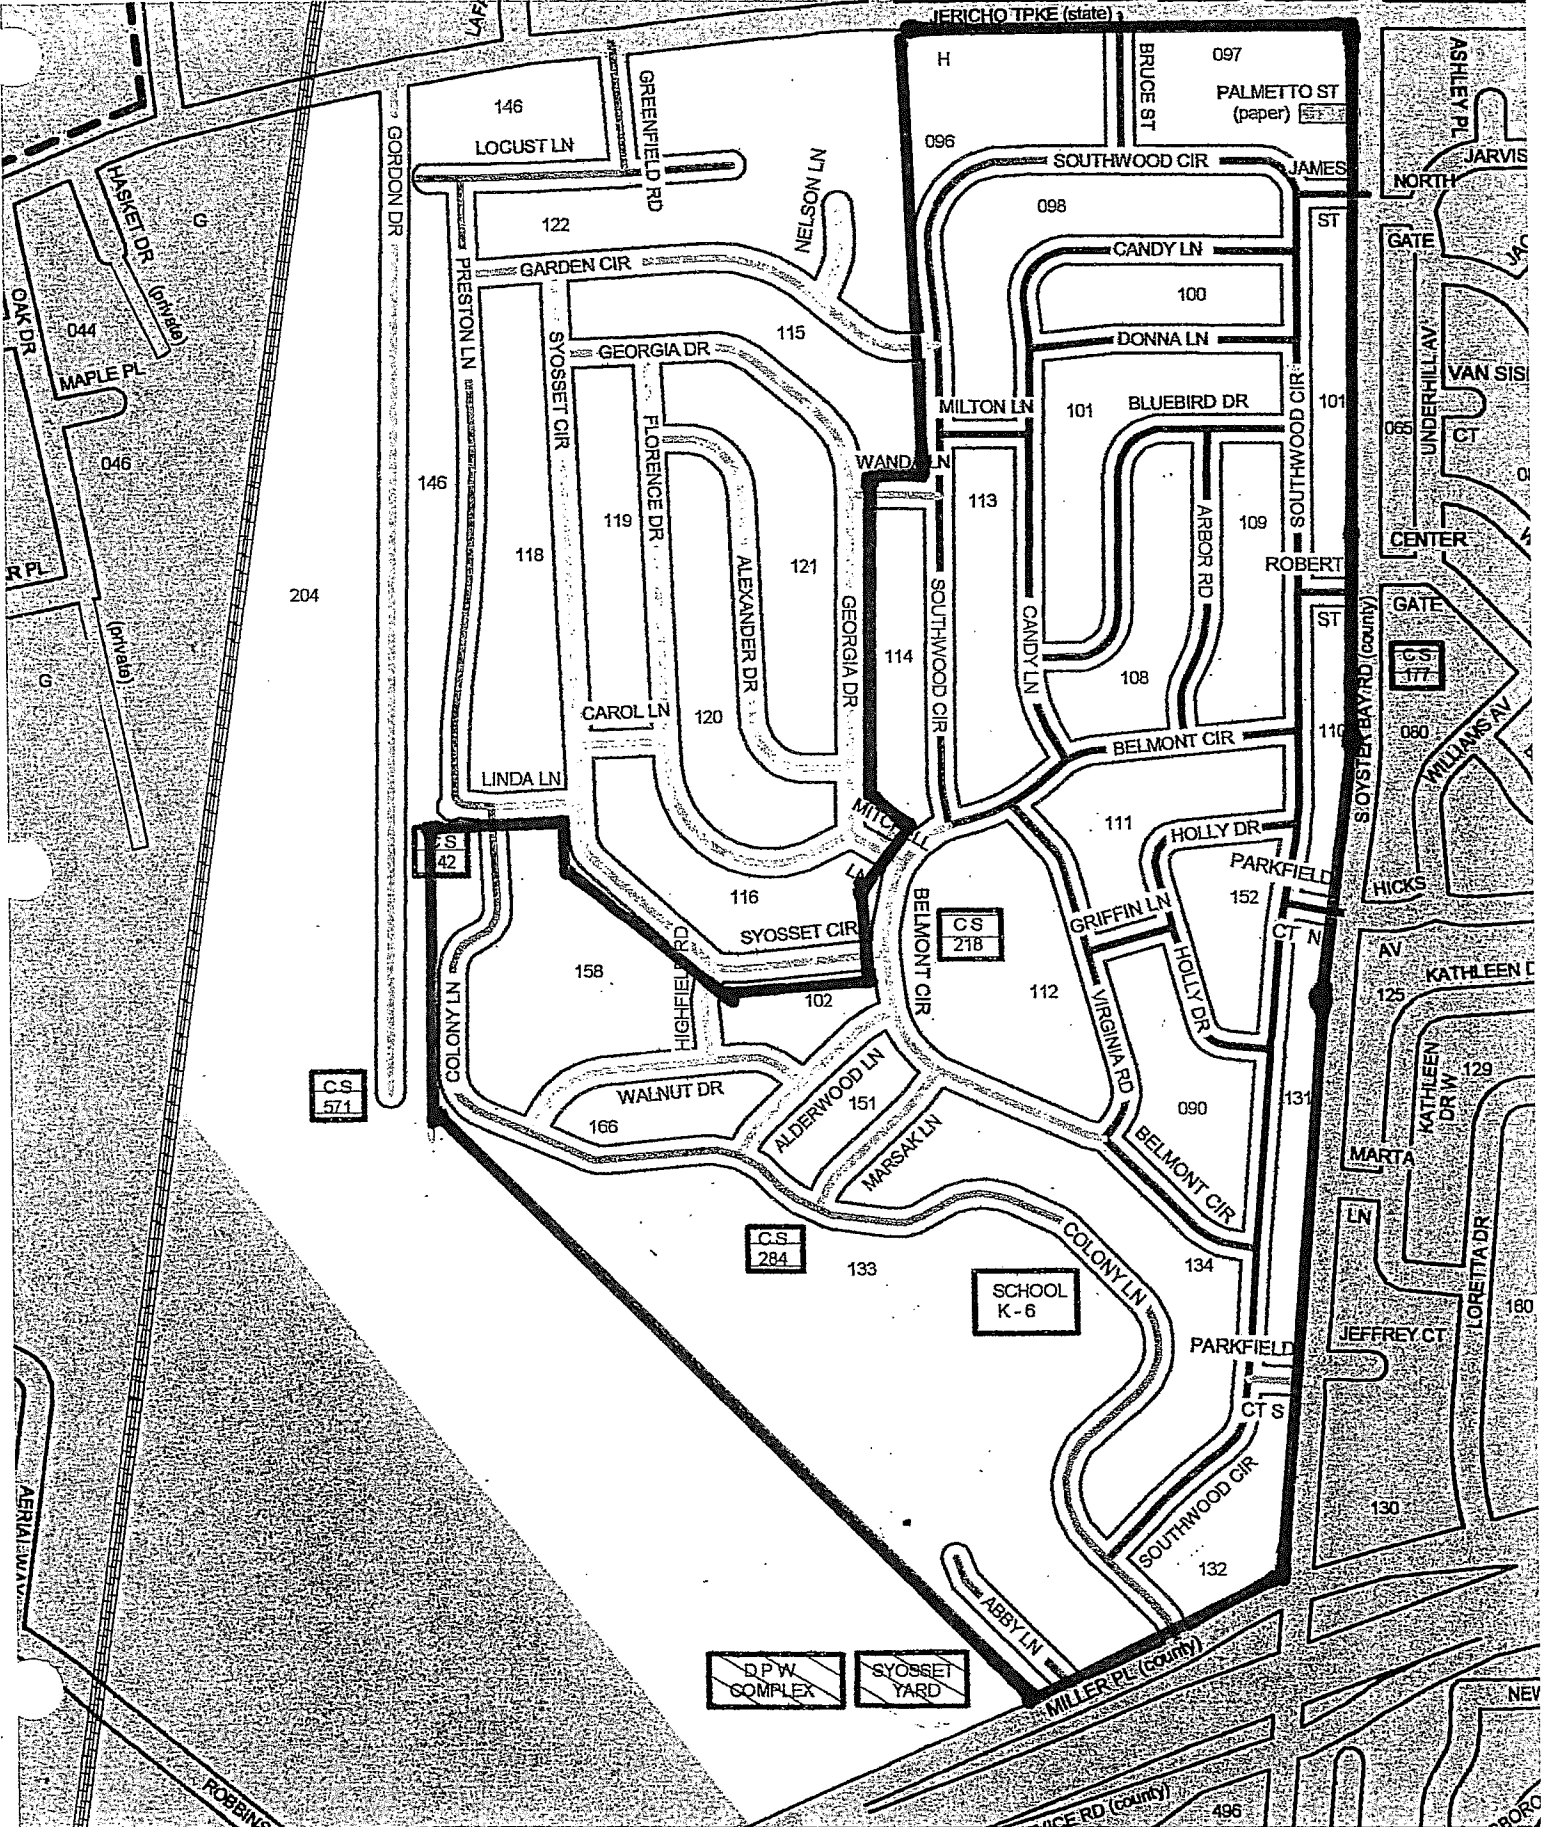 JERICHO TPKE (state)
H
097
BRUCE ST
PALMETTO ST
(paper)
ASHLEY PL
GREENFIELD RD
146
LOCUST LN
GORDON DR
096
SOUTHWOOD CIR
JAMES
ST
JARVIS
NORTH
GATE
HASKET DR
(private)
G
NELSON LN
098
122
GARDEN CIR
PRESTON LN
CANDY LN
100
OAK DR
044
MAPLE PL
115
DONNA LN
SYOSSET CIR
GEORGIA DR
UNDERHILL AV
VAN SIS
CT
065
MILTON LN
101
BLUEBIRD DR
SOUTHWOOD CIR
101
FLORENCE DR
046
WANDA LN
146
113
119
118
ARBOR RD
109
CENTER
GATE
R PL
204
121
ALEXANDER DR
ROBERT
ST
(private)
G
GEORGIA DR
114
SOUTHWOOD CIR
CANDY LN
108
S OYSTER BAY RD (county)
C S
177
CAROL LN
120
110
080
WILLIAMS AV
BELMONT CIR
LINDA LN
MITCHELL
LN
111
HOLLY DR
C S
42
PARKFIELD
CT N
152
HICKS
AV
116
SYOSSET CIR
BELMONT CIR
C S
218
GRIFFIN LN
HOLLY DR
KATHLEEN D
125
158
HIGHFIELD RD
102
112
VIRGINIA RD
COLONY LN
C S
571
WALNUT DR
166
ALDERWOOD LN
151
MARSAK LN
090
131
KATHLEEN
DR W
129
BELMONT CIR
MARTA
LN
C S
284
133
COLONY LN
134
LORETTA DR
SCHOOL
K - 6
160
JEFFREY CT
PARKFIELD
CT S
SOUTHWOOD CIR
130
AERIAL WAY
132
ABBY LN
D P W
COMPLEX
SYOSSET
YARD
MILLER PL (county)
NEW
ROBBINS
VICE RD (county)
496